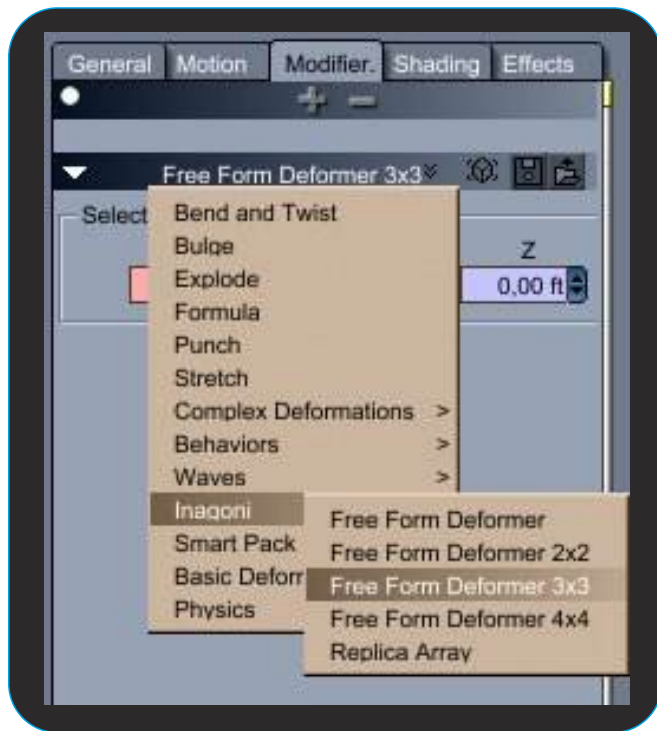 General Motion Modifier. Shading Effects
Free Form Deformer 3x3
Select
Z
0,00 ft
Bend and Twist
Bulge
Explode
Formula
Punch
Stretch
Complex Deformations >
Behaviors >
Waves >
Inagoni
Smart Pack
Basic Deforr
Physics
Free Form Deformer
Free Form Deformer 2x2
Free Form Deformer 3x3
Free Form Deformer 4x4
Replica Array